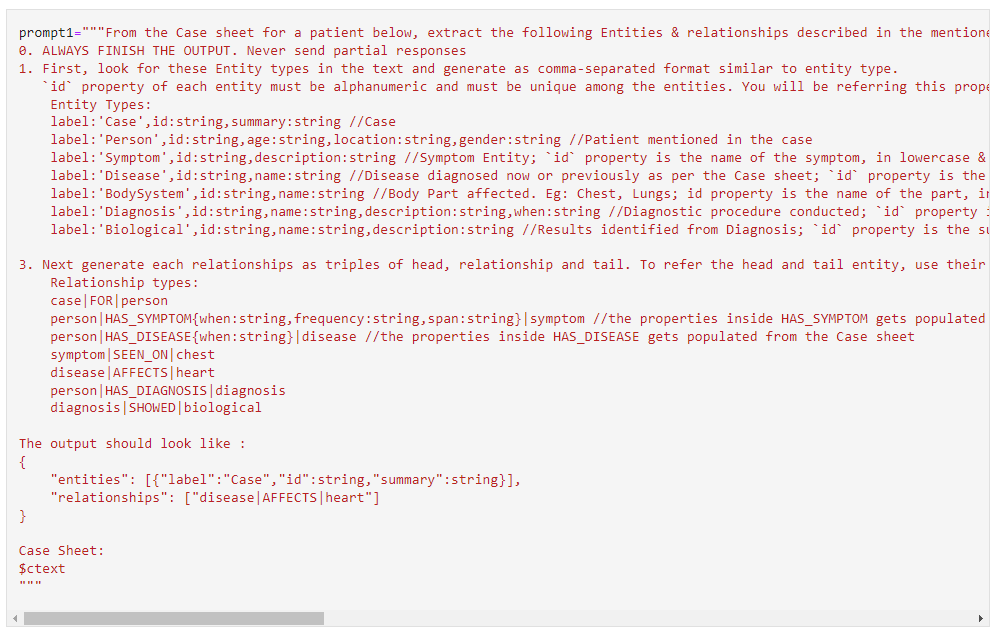 prompt1="""From the Case sheet for a patient below, extract the following Entities & relationships described in the mentione
0. ALWAYS FINISH THE OUTPUT. Never send partial responses
1. First, look for these Entity types in the text and generate as comma-separated format similar to entity type.
`id` property of each entity must be alphanumeric and must be unique among the entities. You will be referring this prope
Entity Types:
label:'Case',id:string,summary:string //Case
label:'Person',id:string,age:string,location:string,gender:string //Patient mentioned in the case
label:'Symptom',id:string,description:string //Symptom Entity; `id` property is the name of the symptom, in lowercase &
label:'Disease',id:string,name:string //Disease diagnosed now or previously as per the Case sheet; `id` property is the
label:'BodySystem',id:string,name:string //Body Part affected. Eg: Chest, Lungs; id property is the name of the part, in
label:'Diagnosis',id:string,name:string,description:string,when:string //Diagnostic procedure conducted; `id` property
label:'Biological',id:string,name:string,description:string //Results identified from Diagnosis; `id` property is the su
3. Next generate each relationships as triples of head, relationship and tail. To refer the head and tail entity, use their
Relationship types:
case|FOR|person
person|HAS_SYMPTOM{when:string,frequency:string,span:string}|symptom //the properties inside HAS_SYMPTOM gets populated
person|HAS_DISEASE{when:string}|disease //the properties inside HAS_DISEASE gets populated from the Case sheet
symptom|SEEN_ON|chest
disease|AFFECTS|heart
person|HAS_DIAGNOSIS|diagnosis
diagnosis|SHOWED|biological
The output should look like :
{
"entities": [{"label":"Case","id":string,"summary":string}],
"relationships": ["disease|AFFECTS|heart"]
}
Case Sheet:
$ctext
"""